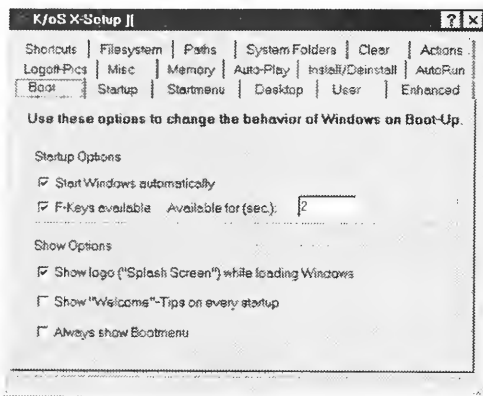 K/oS X-Setup ][
Shortcuts Filesystem Paths System Folders Clear Actions
Logoff-Pics Misc Memory Auto-Play Install/Deinstall AutoRun
Boot Startup Startmenu Desktop User Enhanced
Use these options to change the behavior of Windows on Boot-Up.
Startup Options
Start Windows automatically
F-Keys available Available for (sec.): 2
Show Options
Show logo ("Splash Screen") while loading Windows
Show "Welcome"-Tips on every startup
Always show Bootmenu